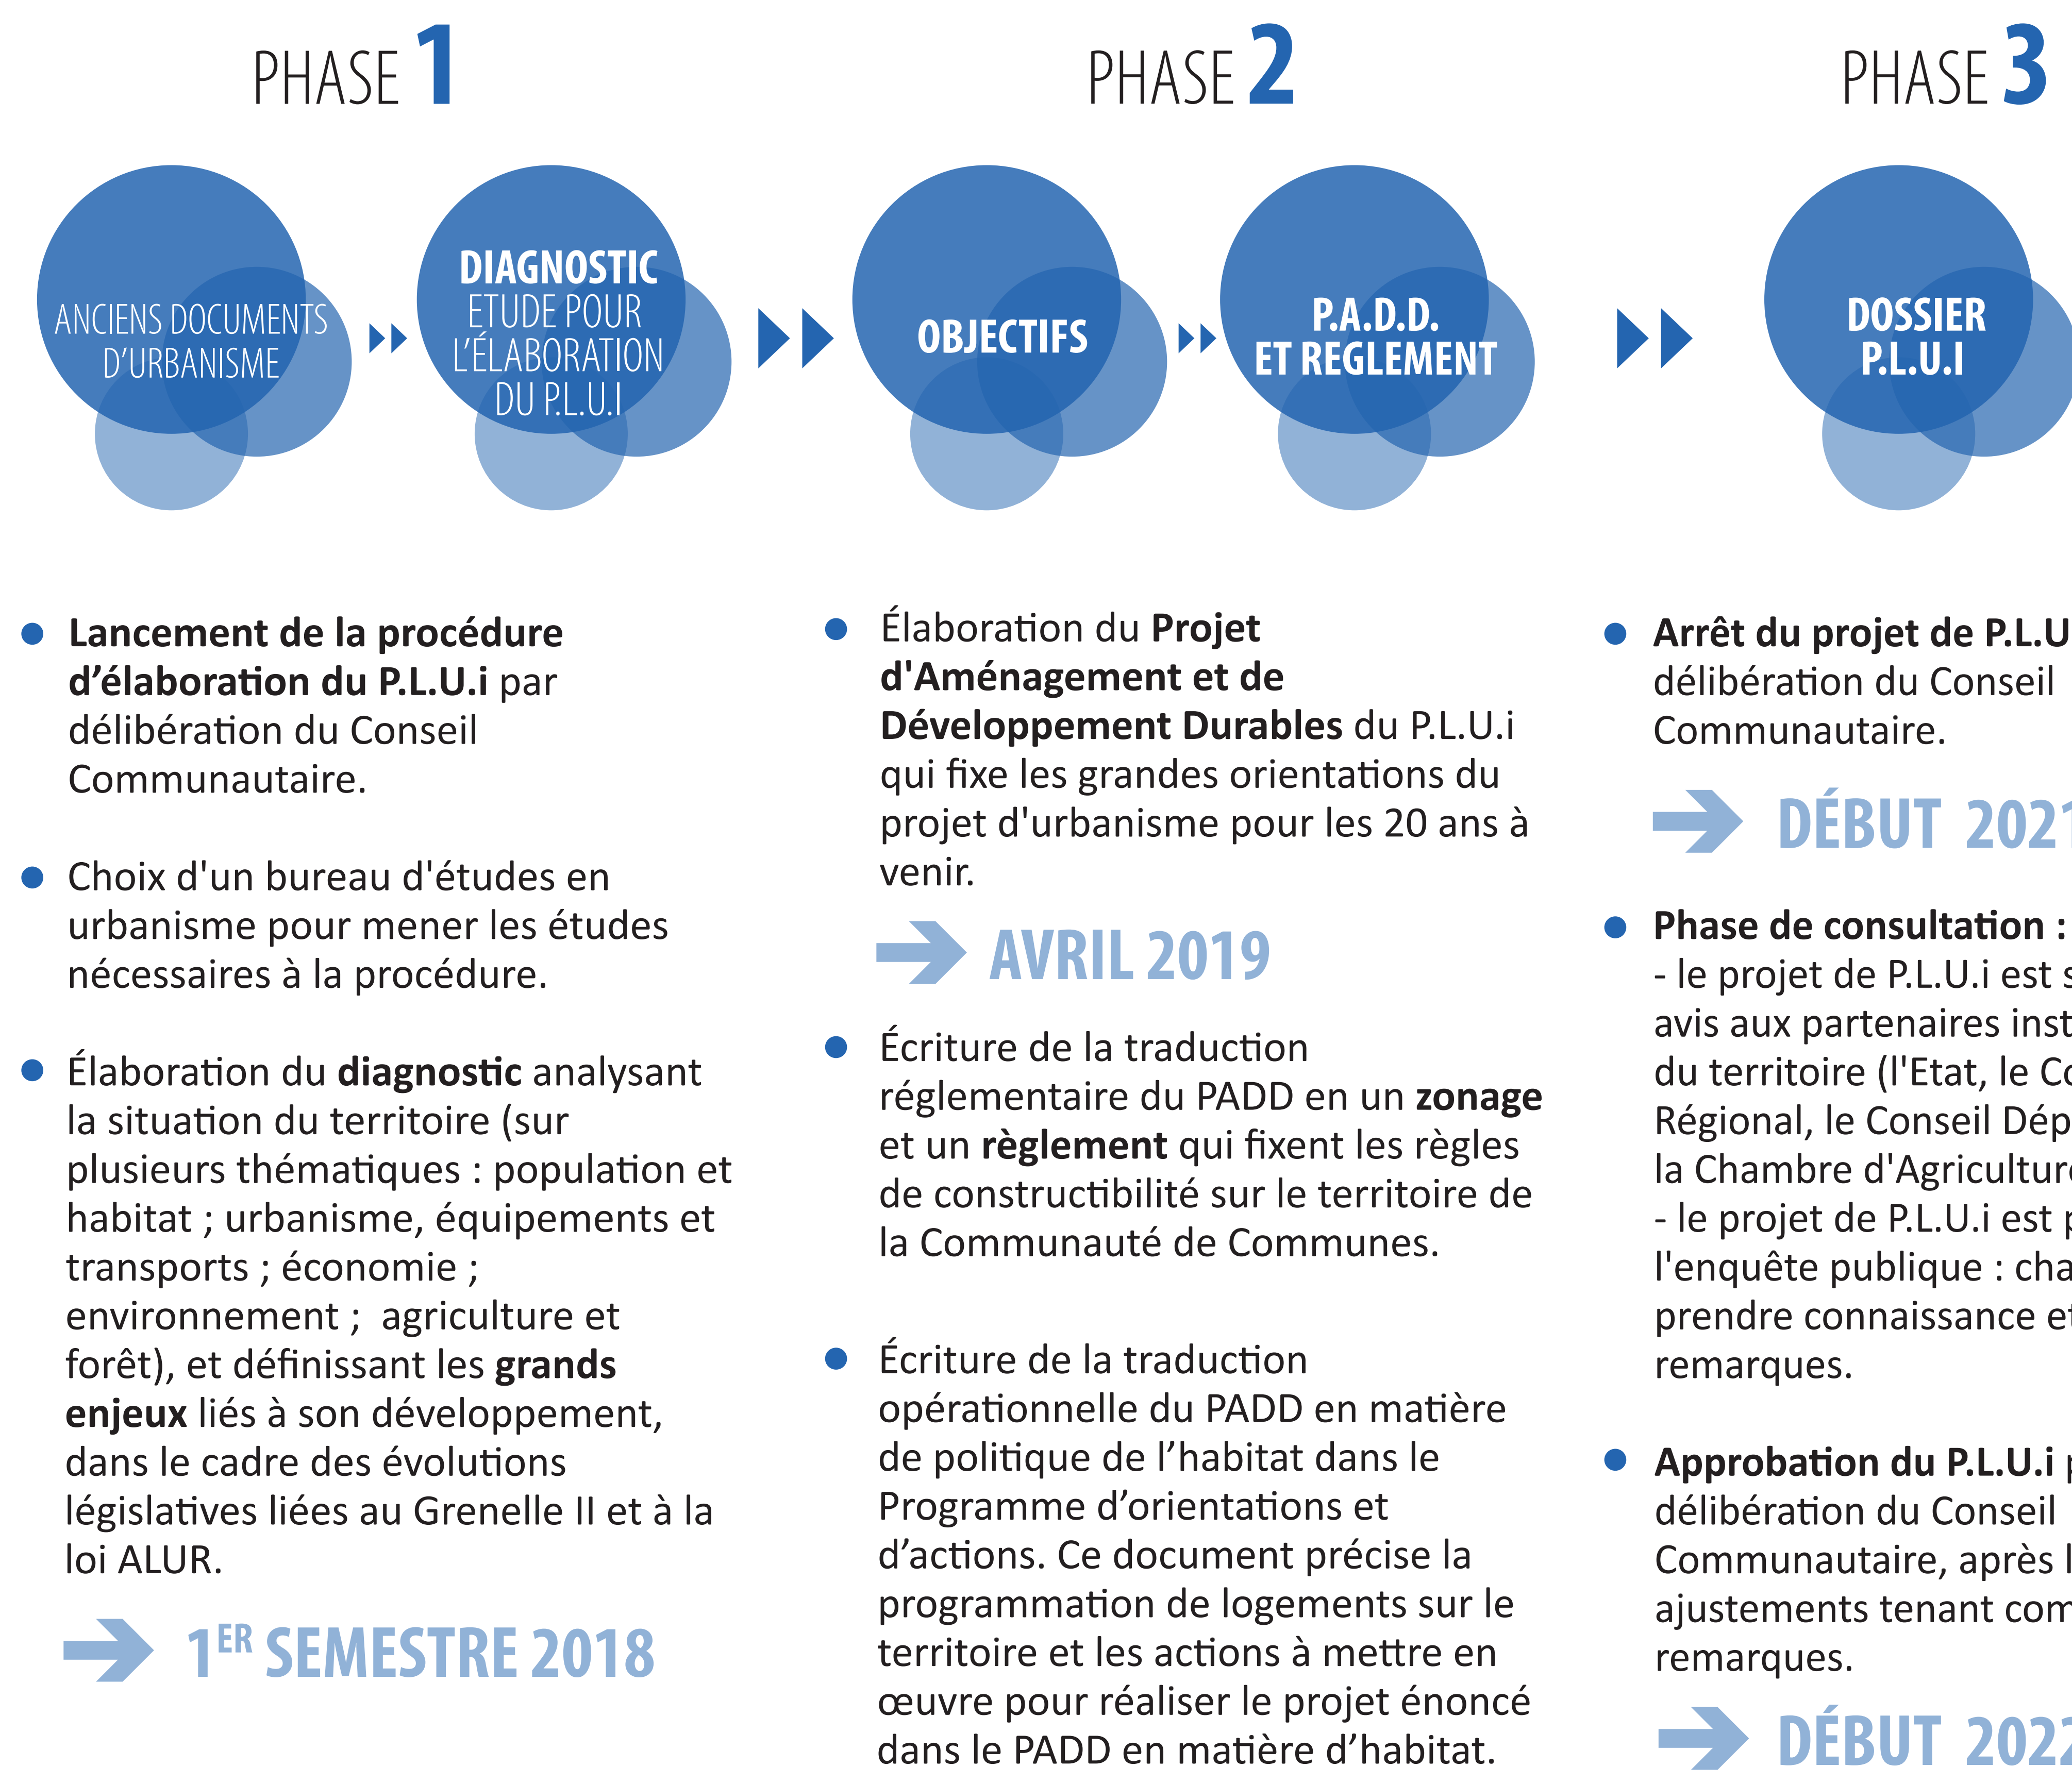 PHASE 1
ANCIENS DOCUMENTS
D’URBANISME
DIAGNOSTIC
ETUDE POUR
L’ÉLABORATION
DU P.L.U.I
Lancement de la procédure
d’élaboration du P.L.U.i par
délibération du Conseil
Communautaire.
Choix d'un bureau d'études en
urbanisme pour mener les études
nécessaires à la procédure.
Élaboration du diagnostic analysant
la situation du territoire (sur
plusieurs thématiques : population et
habitat ; urbanisme, équipements et
transports ; économie ;
environnement ; agriculture et
forêt), et définissant les grands
enjeux liés à son développement,
dans le cadre des évolutions
législatives liées au Grenelle II et à la
loi ALUR.
1ER SEMESTRE 2018
PHASE 2
OBJECTIFS
P.A.D.D.
ET REGLEMENT
Élaboration du Projet
d'Aménagement et de
Développement Durables du P.L.U.i
qui fixe les grandes orientations du
projet d'urbanisme pour les 20 ans à
venir.
AVRIL 2019
Écriture de la traduction
réglementaire du PADD en un zonage
et un règlement qui fixent les règles
de constructibilité sur le territoire de
la Communauté de Communes.
Écriture de la traduction
opérationnelle du PADD en matière
de politique de l’habitat dans le
Programme d’orientations et
d’actions. Ce document précise la
programmation de logements sur le
territoire et les actions à mettre en
œuvre pour réaliser le projet énoncé
dans le PADD en matière d’habitat.
PHASE 3
DOSSIER
P.L.U.I
Arrêt du projet de P.L.U
délibération du Conseil
Communautaire.
DÉBUT 2021
Phase de consultation :
- le projet de P.L.U.i est
avis aux partenaires
du territoire (l'Etat, le
Régional, le Conseil
la Chambre d'Agriculture
- le projet de P.L.U.i est
l'enquête publique :
prendre connaissance et
remarques.
Approbation du P.L.U.i
délibération du Conseil
Communautaire, après
ajustements tenant
remarques.
DÉBUT 2022